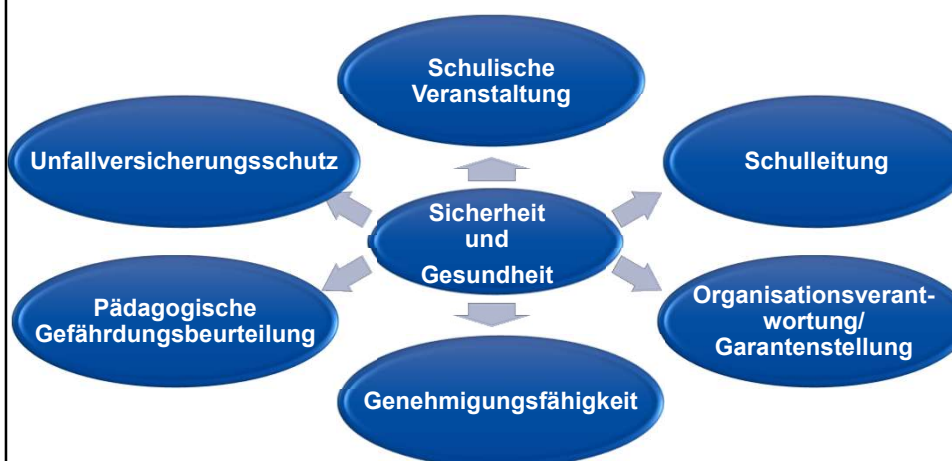 Schulische
Veranstaltung
Unfallversicherungsschutz
Schulleitung
Sicherheit
und
Gesundheit
Pädagogische
Gefährdungsbeurteilung
Organisationsverant-
wortung/
Garantenstellung
Genehmigungsfähigkeit